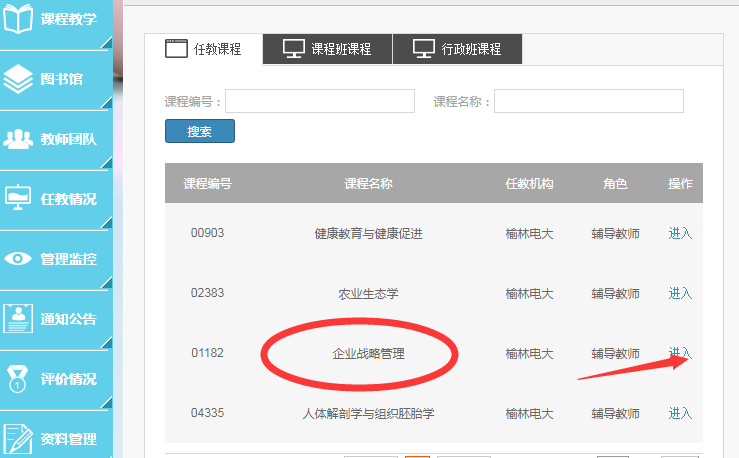 课程教学
图书馆
教师团队
任教情况
管理监控
通知公告
1
评价情况
资料管理
任教课程 课程班课程 行政班课程
课程编号： 课程名称：
搜索
课程编号 课程名称 任教机构 角色 操作
00903 健康教育与健康促进 榆林电大 辅导教师 进入
02383 农业生态学 榆林电大 辅导教师 进入
01182 企业战略管理 榆林电大 辅导教师 进入
04335 人体解剖学与组织胚胎学 榆林电大 辅导教师 进入